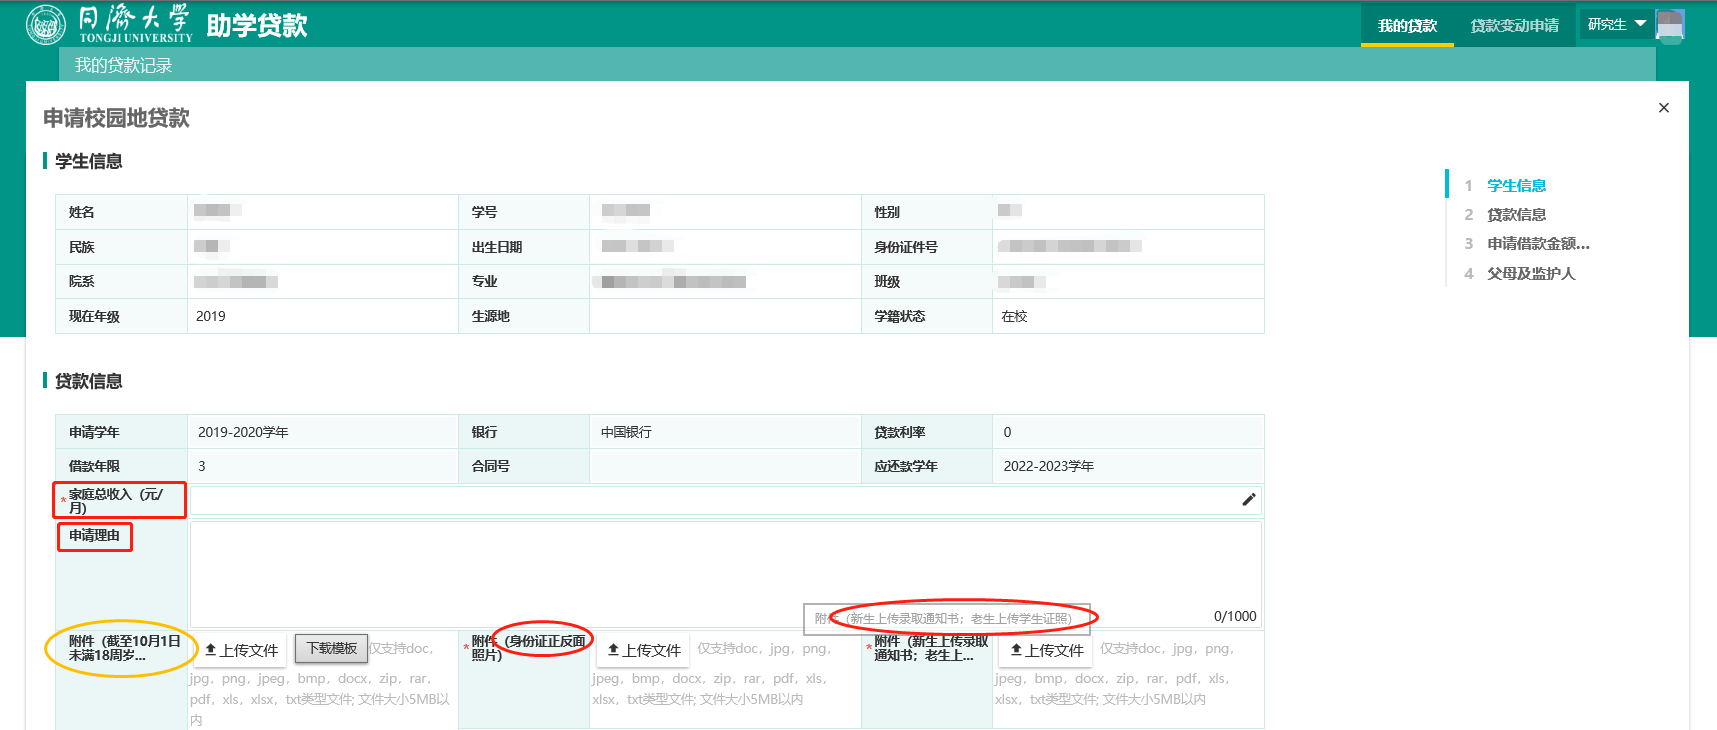 同济大学 助学贷款
TONGJI UNIVERSITY
我的贷款 贷款变动申请 研究生
我的贷款记录
申请校园地贷款
学生信息
1 学生信息
2 贷款信息
3 申请借款金额...
4 父母及监护人
姓名 学号 性别
民族 出生日期 身份证件号
院系 专业 班级
现在年级 2019 生源地 学籍状态 在校
贷款信息
申请学年 2019-2020学年 银行 中国银行 贷款利率 0
借款年限 3 合同号 应还款学年 2022-2023学年
* 家庭总收入（元/
月）
申请理由
附件（新生上传录取通知书；老生上传学生证照）
0/1000
附件（截至10月1日
未满18周岁...
上传文件 下载模板 仅支持doc，
jpg，png，jpeg，bmp，docx，zip，rar，
pdf，xls，xlsx，txt类型文件; 文件大小5MB以
内
* 附件（身份证正反面
照片）
上传文件 仅支持doc，jpg，png，
jpeg，bmp，docx，zip，rar，pdf，xls，
xlsx，txt类型文件; 文件大小5MB以内
* 附件（新生上传录取
通知书；老生上...
上传文件 仅支持doc，jpg，png，
jpeg，bmp，docx，zip，rar，pdf，xls，
xlsx，txt类型文件; 文件大小5MB以内